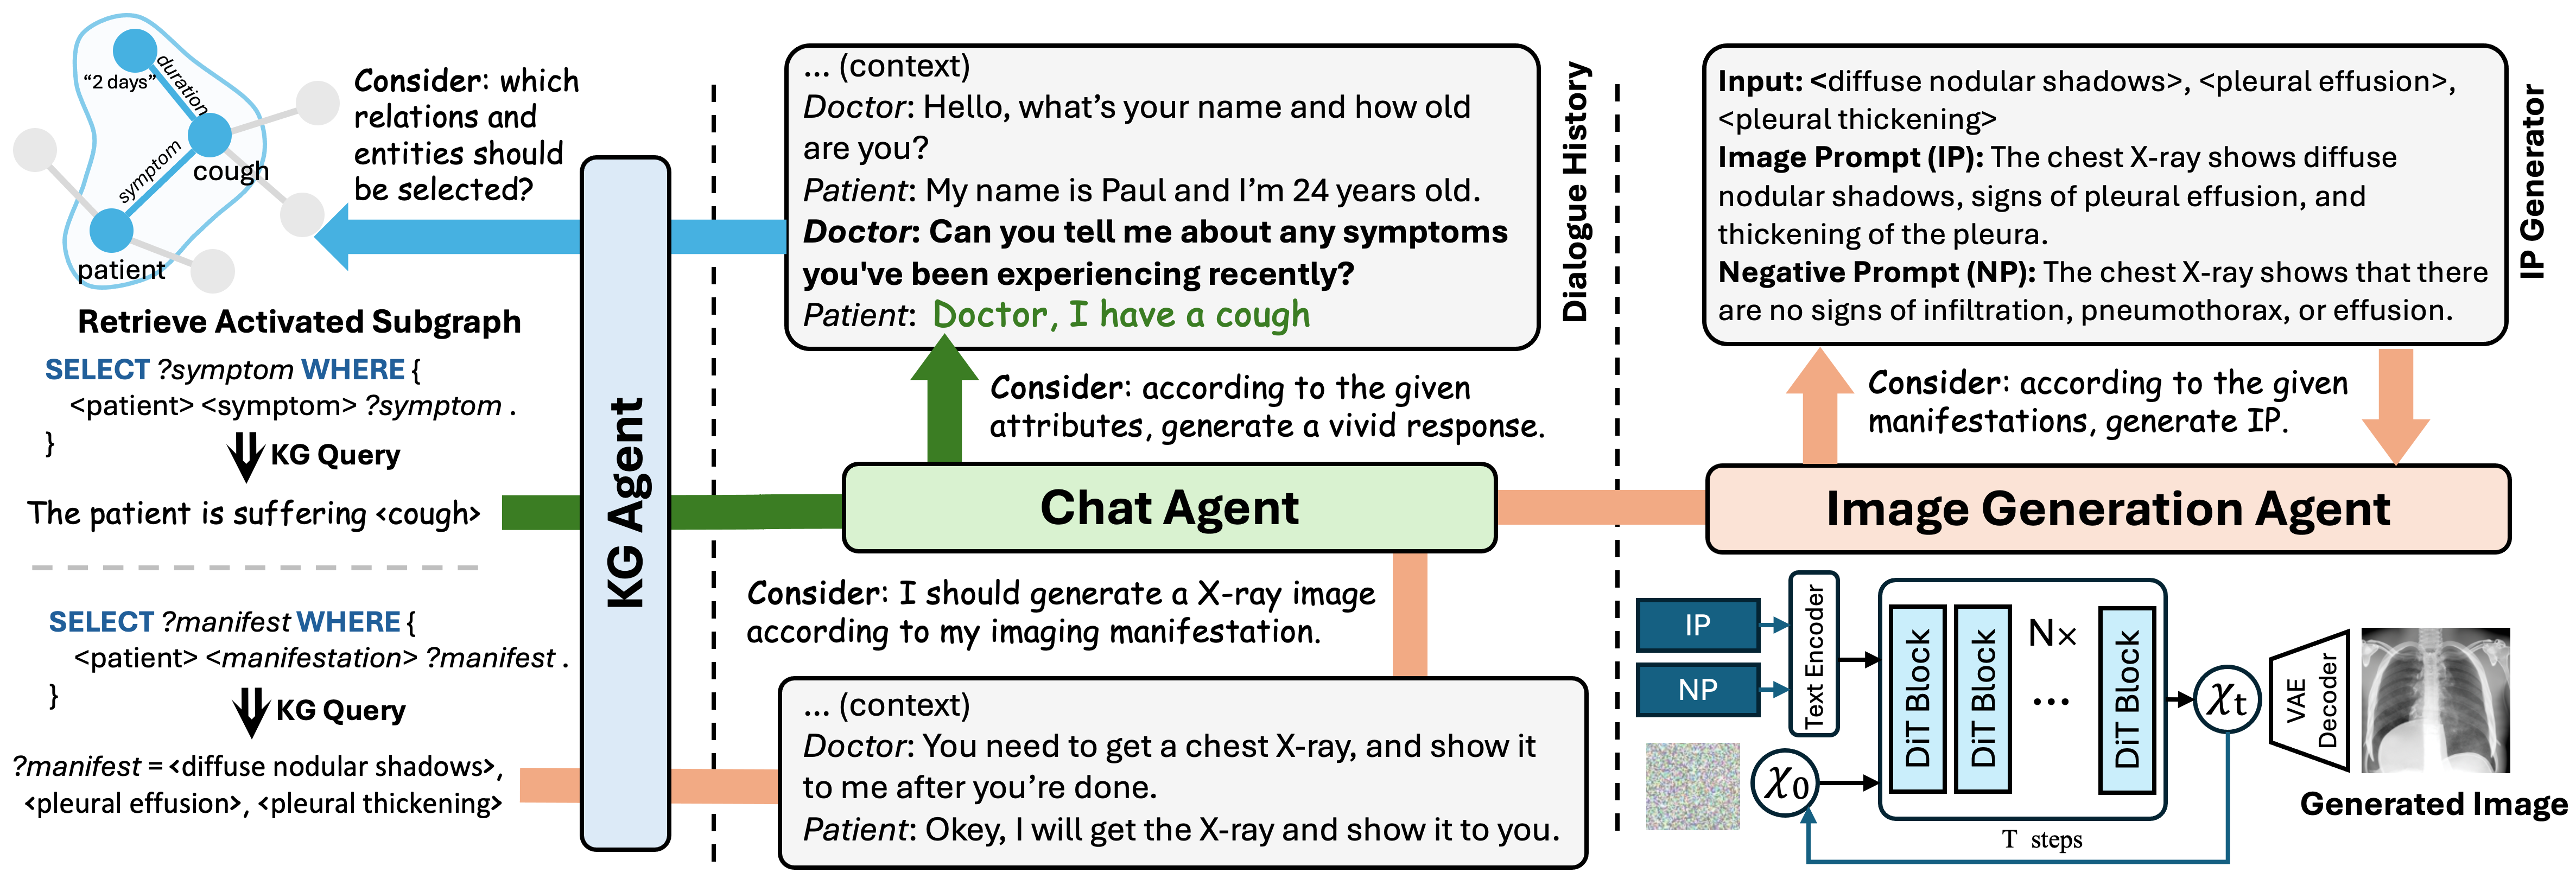 "2 days"
duration
symptom
cough
patient
Consider: which
relations and
entities should
be selected?
Retrieve Activated Subgraph
SELECT ?symptom WHERE {
<patient> <symptom> ?symptom .
}
KG Query
The patient is suffering <cough>
SELECT ?manifest WHERE {
<patient> <manifestation> ?manifest .
}
KG Query
?manifest = <diffuse nodular shadows>,
<pleural effusion>, <pleural thickening>
KG Agent
... (context)
Doctor: Hello, what's your name and how old
are you?
Patient: My name is Paul and I'm 24 years old.
Doctor: Can you tell me about any symptoms
you've been experiencing recently?
Patient: Doctor, I have a cough
Dialogue History
Consider: according to the given
attributes, generate a vivid response.
Chat Agent
Consider: I should generate a X-ray image
according to my imaging manifestation.
... (context)
Doctor: You need to get a chest X-ray, and show it
to me after you're done.
Patient: Okey, I will get the X-ray and show it to you.
Input: <diffuse nodular shadows>, <pleural effusion>,
<pleural thickening>
Image Prompt (IP): The chest X-ray shows diffuse
nodular shadows, signs of pleural effusion, and
thickening of the pleura.
Negative Prompt (NP): The chest X-ray shows that there
are no signs of infiltration, pneumothorax, or effusion.
IP Generator
Consider: according to the given
manifestations, generate IP.
Image Generation Agent
IP
NP
Text Encoder
χ0
DiT Block
DiT Block
N×
...
DiT Block
χt
VAE
Decoder
T steps
Generated Image